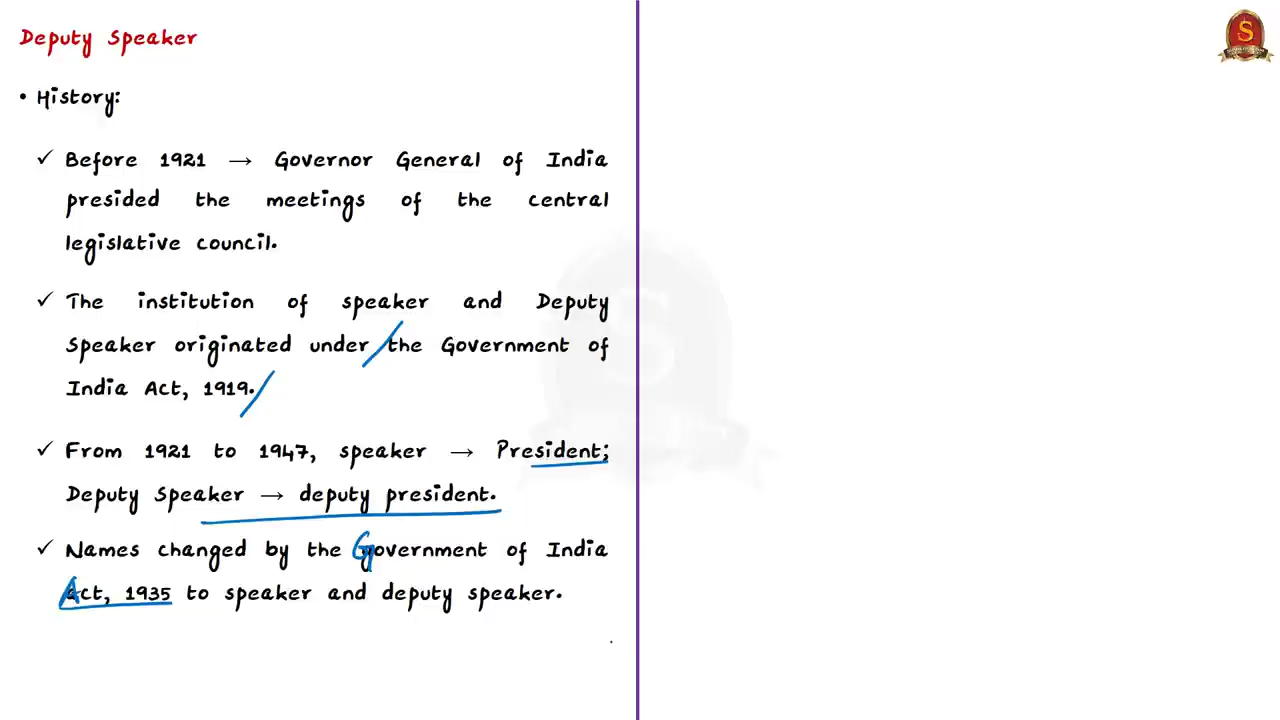 Deputy Speaker
• History:
✓ Before 1921 → Governor General of India
presided the meetings of the central
legislative council.
✓ The institution of speaker and Deputy
Speaker originated under the Government of
India Act, 1919.
✓ From 1921 to 1947, speaker → President;
Deputy Speaker → deputy president.
✓ Names changed by the Government of India
Act, 1935 to speaker and deputy speaker.
S